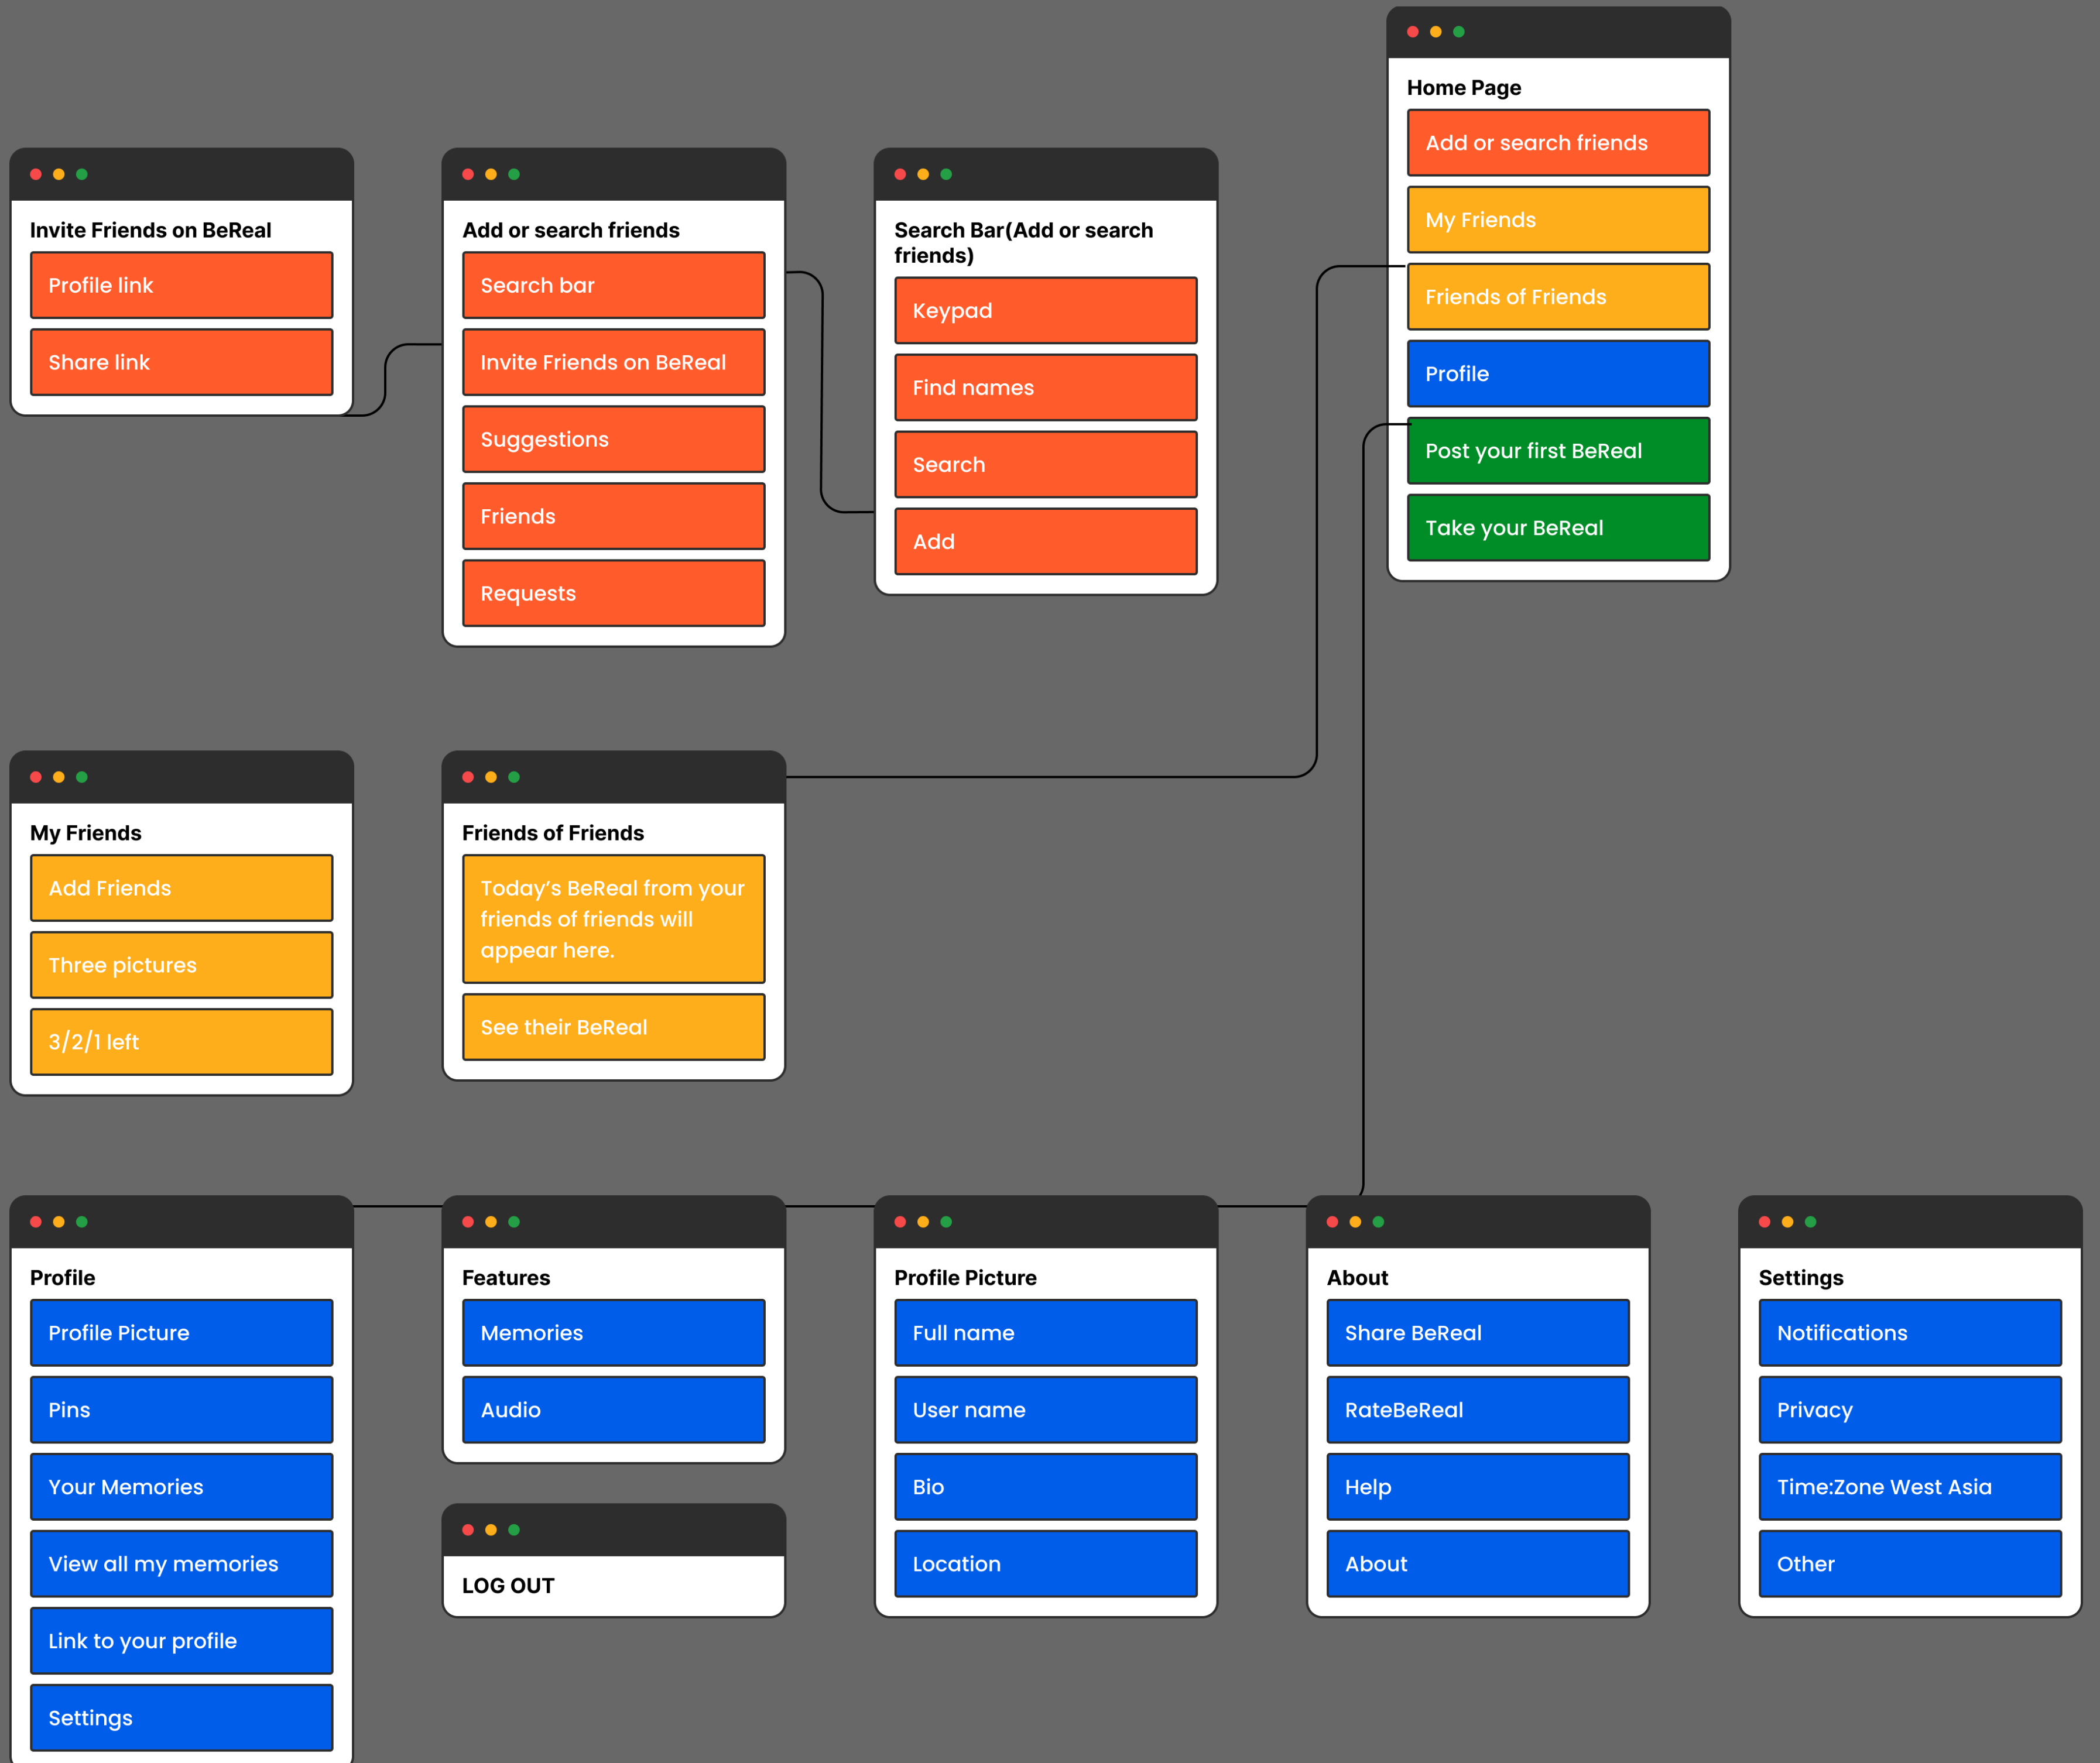 Home Page
Add or search friends
My Friends
Friends of Friends
Profile
Post your first BeReal
Take your BeReal
Invite Friends on BeReal
Profile link
Share link
Add or search friends
Search bar
Invite Friends on BeReal
Suggestions
Friends
Requests
Search Bar(Add or search
friends)
Keypad
Find names
Search
Add
My Friends
Add Friends
Three pictures
3/2/1 left
Friends of Friends
Today’s BeReal from your
friends of friends will
appear here.
See their BeReal
Profile
Profile Picture
Pins
Your Memories
View all my memories
Link to your profile
Settings
Features
Memories
Audio
LOG OUT
Profile Picture
Full name
User name
Bio
Location
About
Share BeReal
RateBeReal
Help
About
Settings
Notifications
Privacy
Time:Zone West Asia
Other